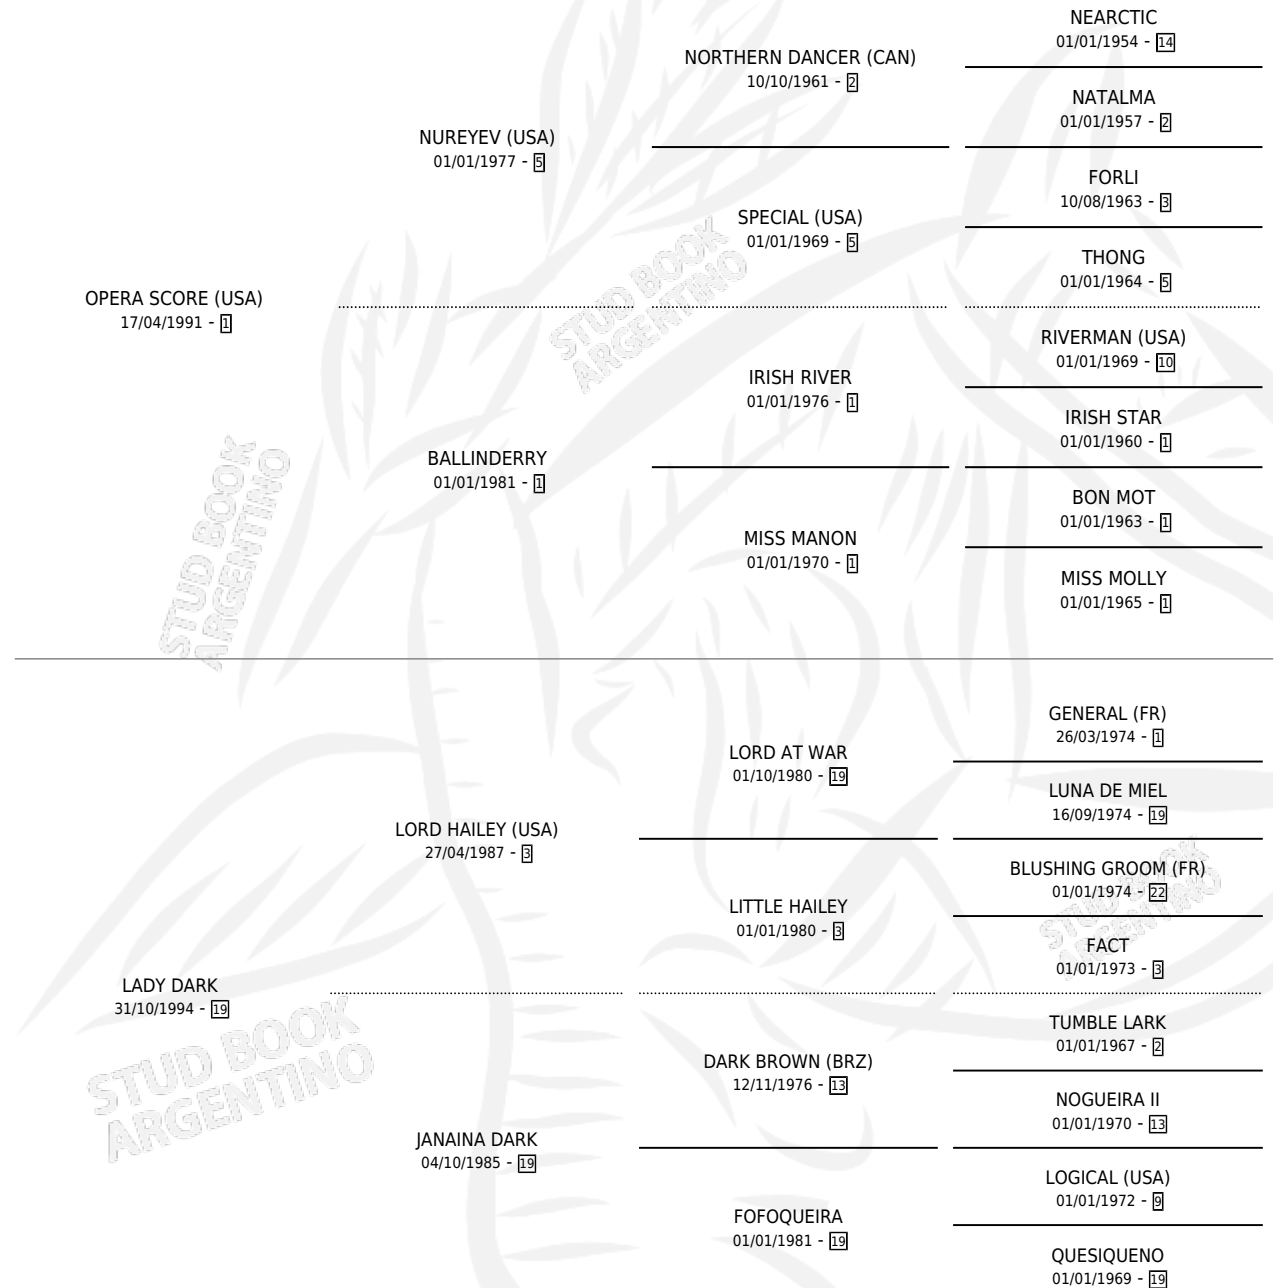 NEARCTIC
01/01/1954 - 14
NORTHERN DANCER (CAN)
10/10/1961 - 2
NATALMA
01/01/1957 - 2
NUREYEV (USA)
01/01/1977 - 5
FORLI
10/08/1963 - 3
SPECIAL (USA)
01/01/1969 - 5
THONG
01/01/1964 - 5
OPERA SCORE (USA)
17/04/1991 - 1
RIVERMAN (USA)
01/01/1969 - 10
IRISH RIVER
01/01/1976 - 1
IRISH STAR
01/01/1960 - 1
BALLINDERRY
01/01/1981 - 1
BON MOT
01/01/1963 - 1
MISS MANON
01/01/1970 - 1
MISS MOLLY
01/01/1965 - 1
STUD BOOK
ARGENTINO
STUD BOOK
ARGENTINO
GENERAL (FR)
26/03/1974 - 1
LORD AT WAR
01/10/1980 - 19
LUNA DE MIEL
16/09/1974 - 19
LORD HAILEY (USA)
27/04/1987 - 3
BLUSHING GROOM (FR)
01/01/1974 - 22
LITTLE HAILEY
01/01/1980 - 3
FACT
01/01/1973 - 3
LADY DARK
31/10/1994 - 19
TUMBLE LARK
01/01/1967 - 2
DARK BROWN (BRZ)
12/11/1976 - 13
NOGUEIRA II
01/01/1970 - 13
JANAINA DARK
04/10/1985 - 19
LOGICAL (USA)
01/01/1972 - 9
FOFOQUEIRA
01/01/1981 - 19
QUESIQUENO
01/01/1969 - 19
STUD BOOK
ARGENTINO
STUD BOOK
ARGENTINO